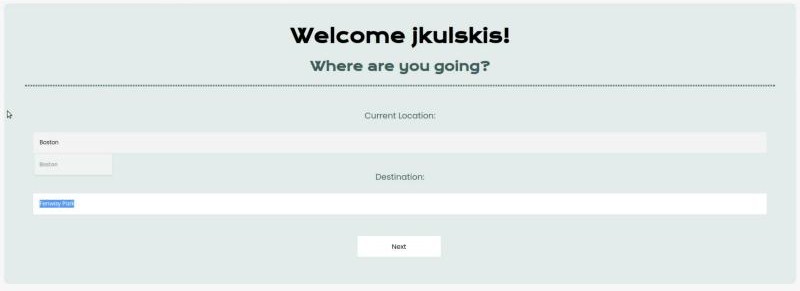 Welcome jkulskis!
Where are you going?
Current Location:
Boston
Boston
Destination:
Fenway Park
Next